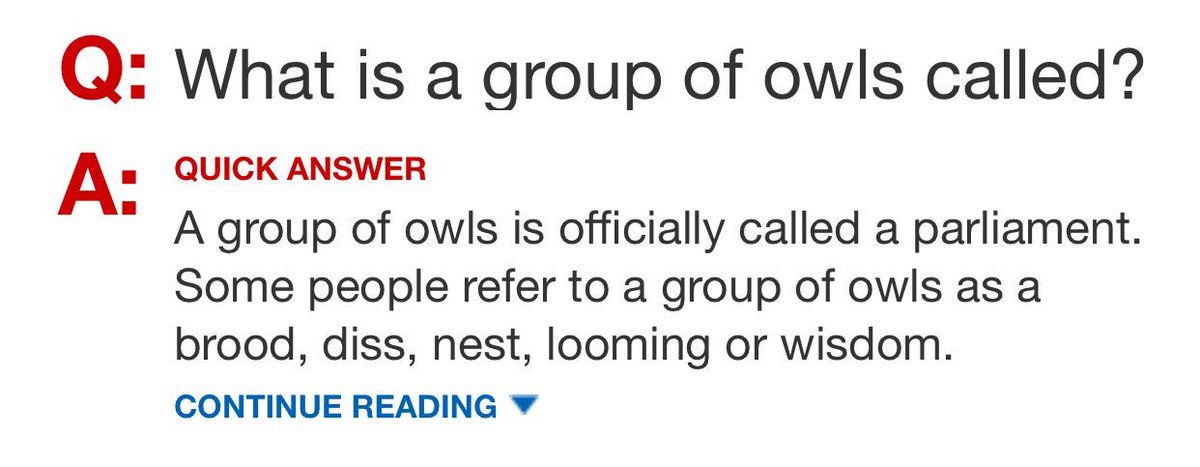 Q: What is a group of owls called?
A: QUICK ANSWER
A group of owls is officially called a parliament.
Some people refer to a group of owls as a
brood, diss, nest, looming or wisdom.
CONTINUE READING